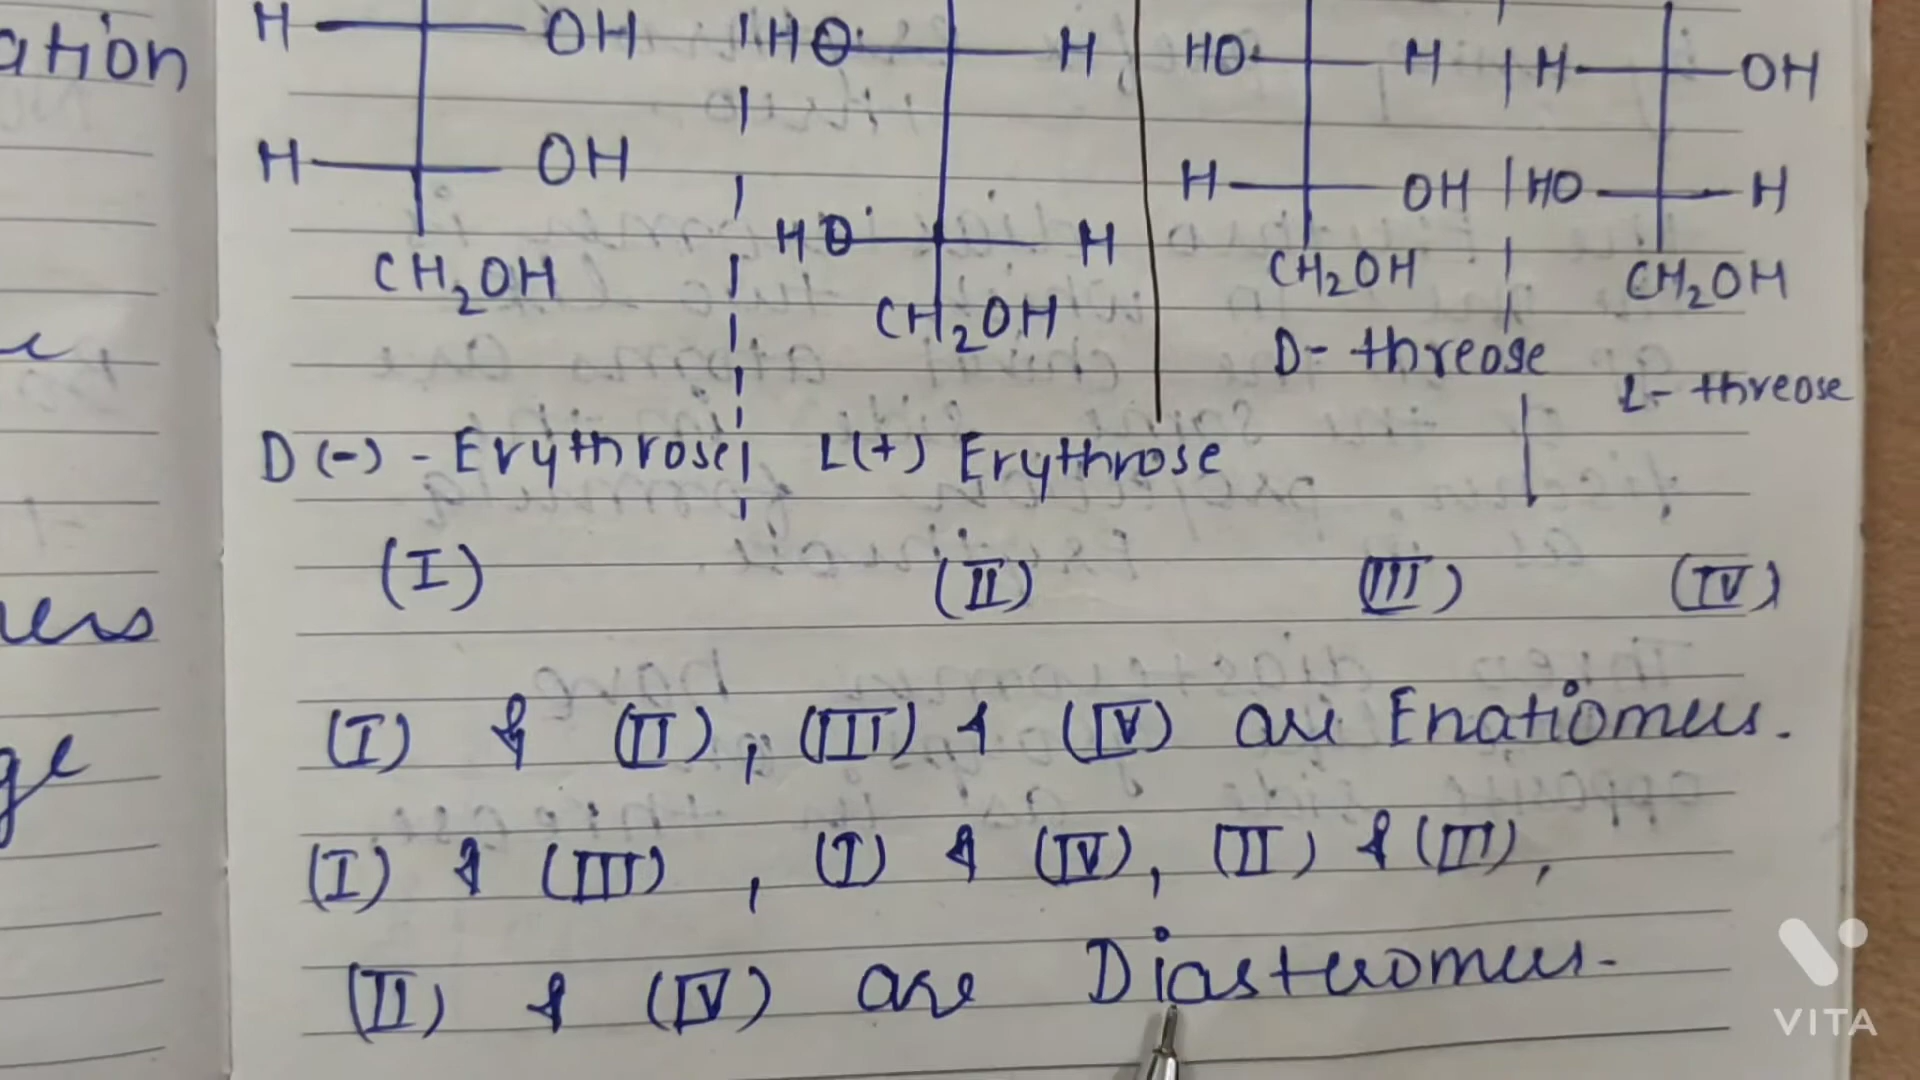 ation
H OH HO H HO H H OH
H OH HO H H OH HO H
CH₂OH CH₂OH CH₂OH CH₂OH
D- threose L- threose
D(-) - Erythrose L(+) Erythrose
(I) (II) (III) (IV)
(I) & (II), (III) & (IV) are Enatiomers.
(I) & (III), (I) & (IV), (II) & (III),
(II) & (IV) are Diastereomers.
VITA